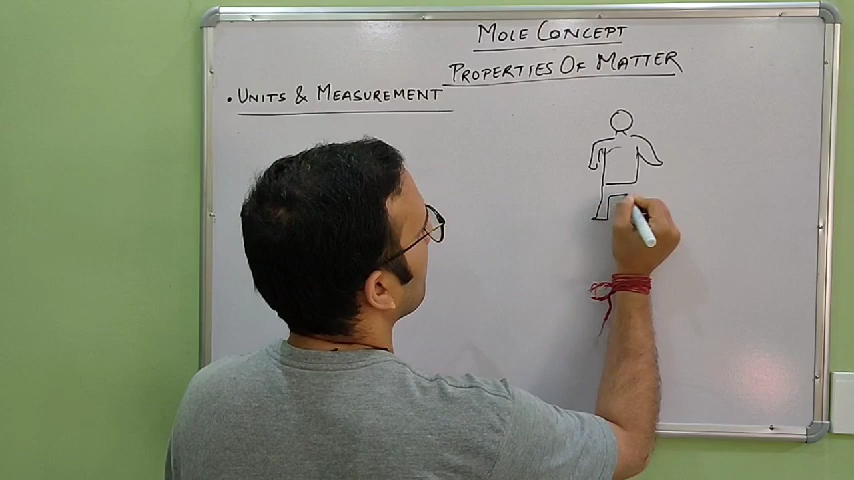 MOLE CONCEPT
PROPERTIES OF MATTER
• UNITS & MEASUREMENT